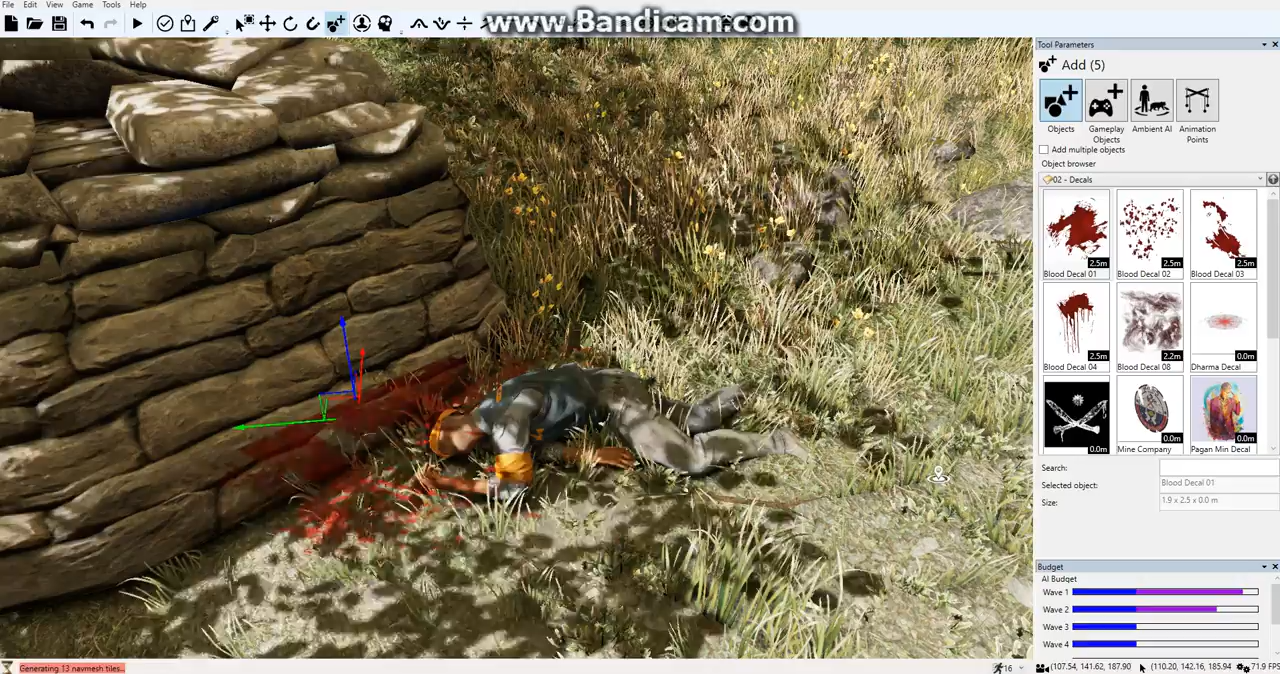 File Edit View Game Tools Help
www.Bandicam.com
Tool Parameters
Add (5)
Objects
Gameplay Objects
Ambient AI
Animation Points
Add multiple objects
Object browser
02 - Decals
2.5m
2.5m
2.5m
Blood Decal 01
Blood Decal 02
Blood Decal 03
2.5m
2.2m
0.0m
Blood Decal 04
Blood Decal 08
Dharma Decal
0.0m
0.0m
0.0m
Mine Company
Pagan Min Decal
Search:
Selected object:
Blood Decal 01
Size:
1.9 x 2.5 x 0.0 m
Budget
AI Budget
Wave 1
Wave 2
Wave 3
Wave 4
Generating 13 navmesh tiles...
16
(107.54, 141.62, 187.90)
(110.20, 142.16, 185.94)
71.9 FPS